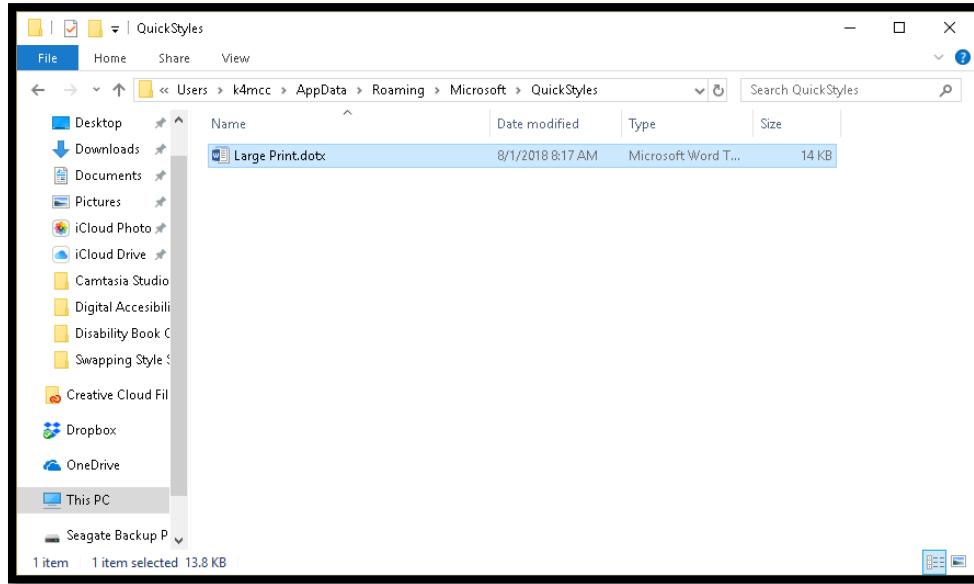 QuickStyles
File Home Share View
« Users › k4mcc › AppData › Roaming › Microsoft › QuickStyles Search QuickStyles
Name Date modified Type Size
Large Print.dotx 8/1/2018 8:17 AM Microsoft Word T... 14 KB
Desktop
Downloads
Documents
Pictures
iCloud Photo
iCloud Drive
Camtasia Studio
Digital Accesibili
Disability Book C
Swapping Style S
Creative Cloud Fil
Dropbox
OneDrive
This PC
Seagate Backup P
1 item 1 item selected 13.8 KB